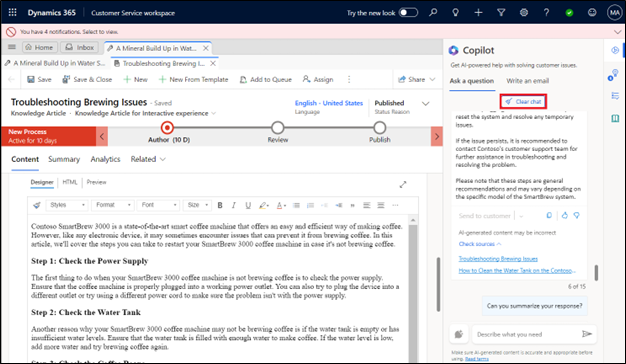 Dynamics 365
Customer Service workspace
Try the new look
MA
You have 4 notifications. Select to view.
Home
Inbox
A Mineral Build Up in Wat...
A Mineral Build Up in Water S...
Troubleshooting Brewing I...
Save
Save & Close
New
New From Template
Add to Queue
Assign
Share
Troubleshooting Brewing Issues - Saved
Knowledge Article · Knowledge Article for Interactive experience
English - United States
Language
Published
Status Reason
New Process
Active for 10 days
Author (10 D)
Review
Publish
Content
Summary
Analytics
Related
Designer
HTML
Preview
Styles
Format
Font
Size
B
I
U
Contoso SmartBrew 3000 is a state-of-the-art smart coffee machine that offers an easy and efficient way of making coffee.
However, like any electronic device, it may sometimes encounter issues that can prevent it from brewing coffee. In this
article, we'll cover the steps you can take to restart your SmartBrew 3000 coffee machine in case it's not brewing coffee.
Step 1: Check the Power Supply
The first thing to do when your SmartBrew 3000 coffee machine is not brewing coffee is to check the power supply.
Ensure that the coffee machine is properly plugged into a working power outlet. You can also try to plug the device into a
different outlet or try using a different power cord to make sure the problem isn't with the power supply.
Step 2: Check the Water Tank
Another reason why your SmartBrew 3000 coffee machine may not be brewing coffee is if the water tank is empty or has
insufficient water levels. Ensure that the water tank is filled with enough water to make coffee. If the water level is low,
add more water and try brewing coffee again.
Copilot
Get AI-powered help with solving customer issues.
Ask a question
Write an email
Clear chat
reset the system and resolve any temporary
issues.
If the issue persists, it is recommended to
contact Contoso's customer support team for
further assistance in troubleshooting and
resolving the problem.
Please note that these steps are general
recommendations and may vary depending on
the specific model of the SmartBrew system.
Send to customer
AI-generated content may be incorrect
Check sources
Troubleshooting Brewing Issues
How to Clean the Water Tank on the Contoso...
6 of 15
Can you summarize your response?
Describe what you need
Make sure AI-generated content is accurate and appropriate before
using. Read terms